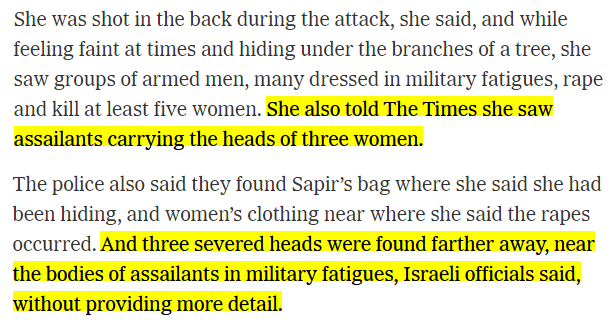 She was shot in the back during the attack, she said, and while
feeling faint at times and hiding under the branches of a tree, she
saw groups of armed men, many dressed in military fatigues, rape
and kill at least five women. She also told The Times she saw
assailants carrying the heads of three women.
The police also said they found Sapir’s bag where she said she had
been hiding, and women’s clothing near where she said the rapes
occurred. And three severed heads were found farther away, near
the bodies of assailants in military fatigues, Israeli officials said,
without providing more detail.